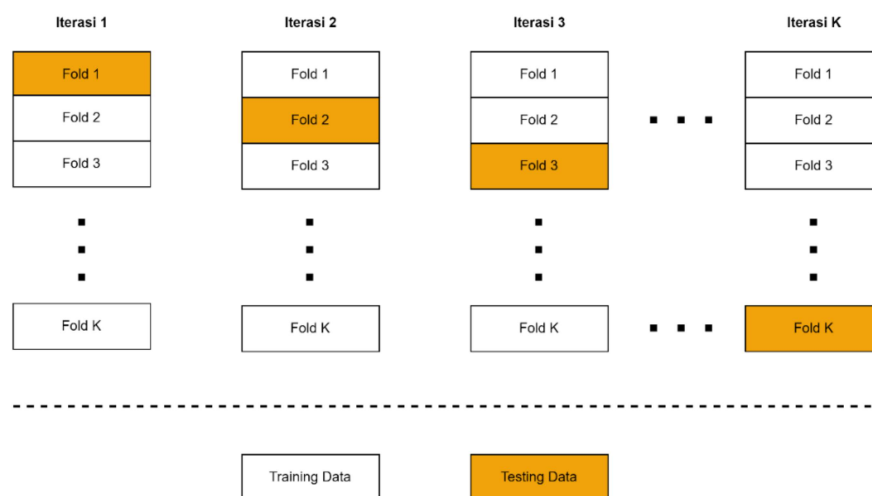 Iterasi 1
Iterasi 2
Iterasi 3
Iterasi K
Fold 1
Fold 1
Fold 1
Fold 1
Fold 2
Fold 2
Fold 2
Fold 2
Fold 3
Fold 3
Fold 3
Fold 3
Fold K
Fold K
Fold K
Fold K
Training Data
Testing Data